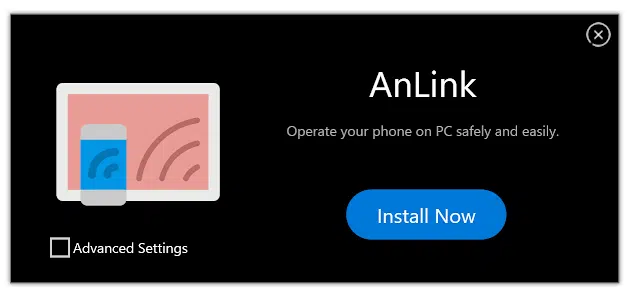 AnLink
Operate your phone on PC safely and easily.
Install Now
Advanced Settings